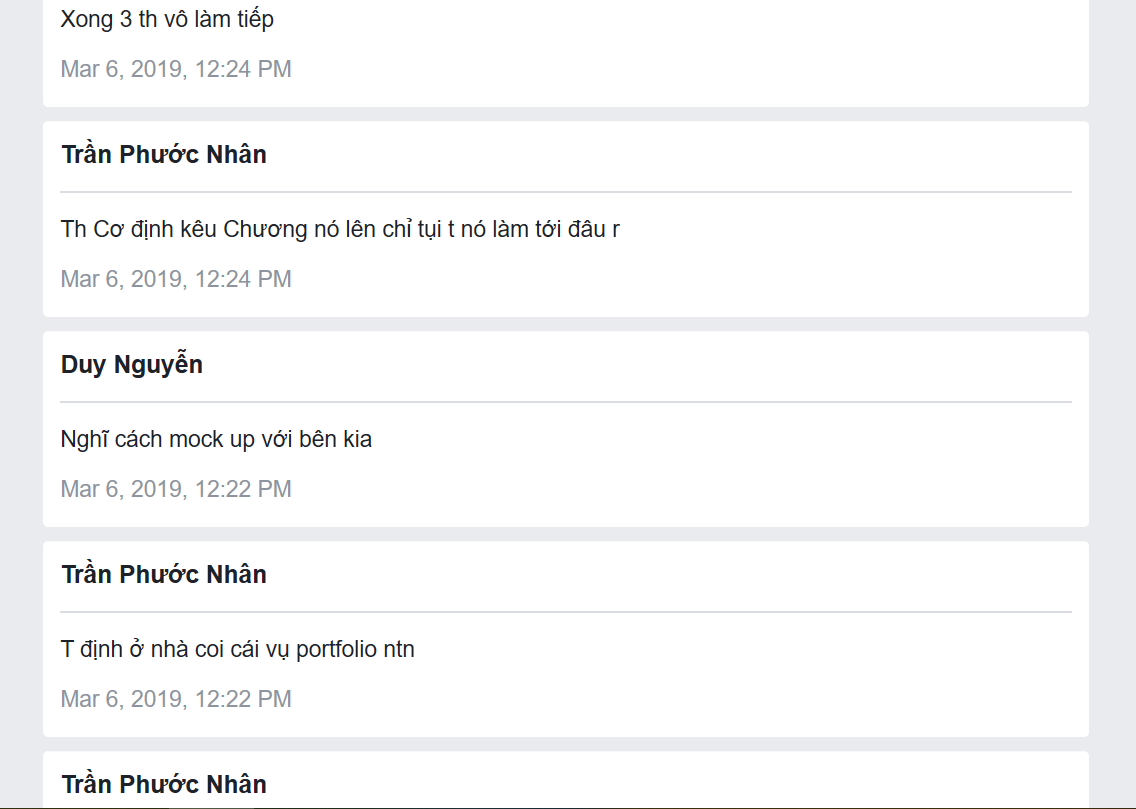 Xong 3 th vô làm tiếp
Mar 6, 2019, 12:24 PM
Trần Phước Nhân
Th Cơ định kêu Chương nó lên chỉ tụi t nó làm tới đâu r
Mar 6, 2019, 12:24 PM
Duy Nguyễn
Nghĩ cách mock up với bên kia
Mar 6, 2019, 12:22 PM
Trần Phước Nhân
T định ở nhà coi cái vụ portfolio ntn
Mar 6, 2019, 12:22 PM
Trần Phước Nhân